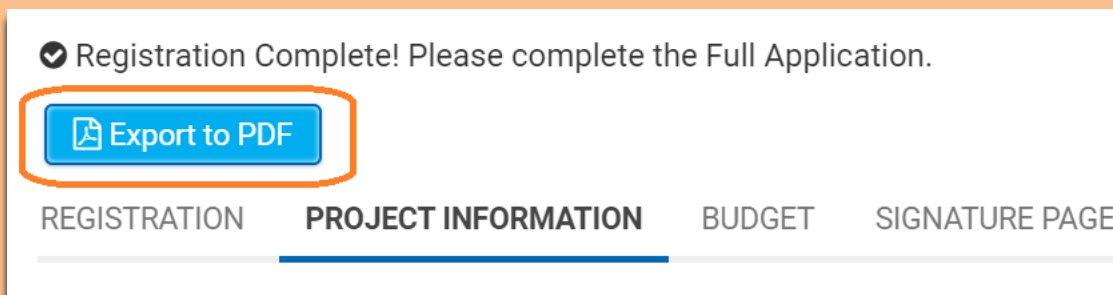 Registration Complete! Please complete the Full Application.
Export to PDF
REGISTRATION PROJECT INFORMATION BUDGET SIGNATURE PAGE